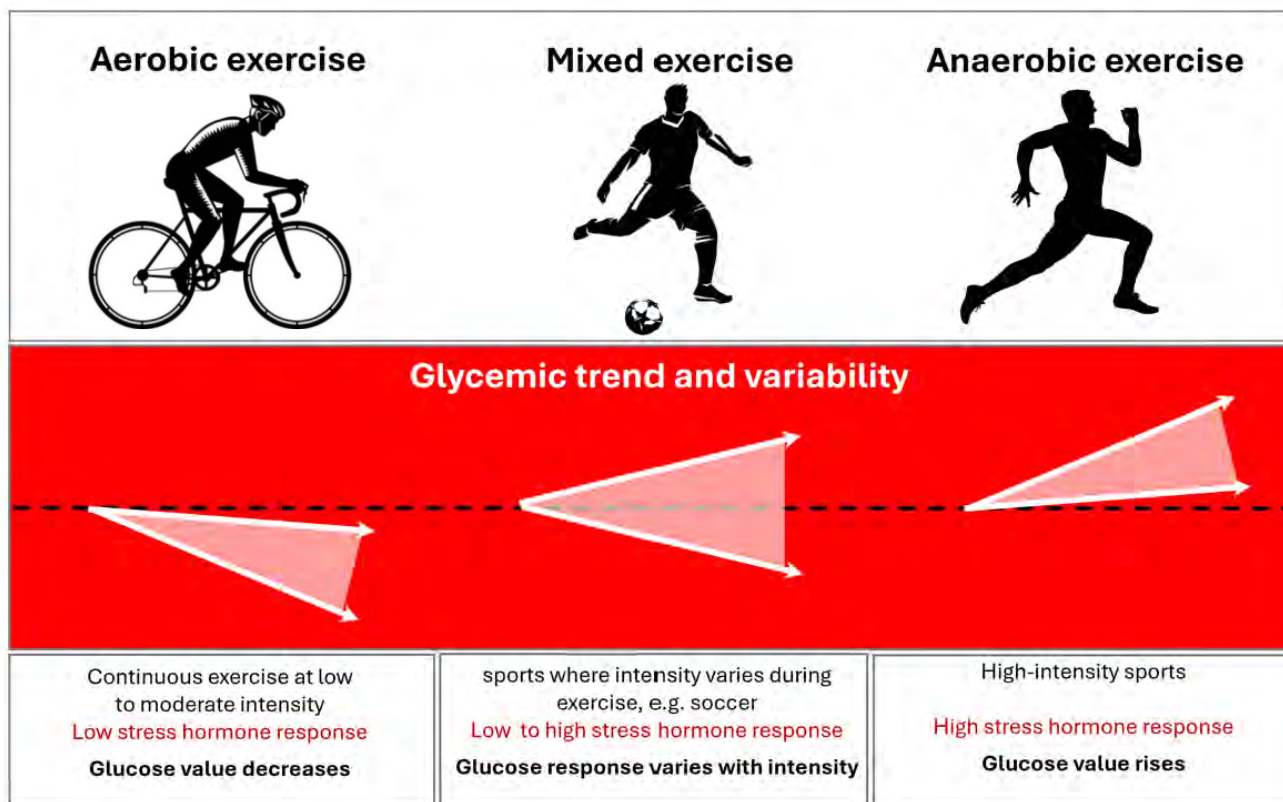 Aerobic exercise
Mixed exercise
Anaerobic exercise
Glycemic trend and variability
Continuous exercise at low
to moderate intensity
Low stress hormone response
Glucose value decreases
sports where intensity varies during
exercise, e.g. soccer
Low to high stress hormone response
Glucose response varies with intensity
High-intensity sports
High stress hormone response
Glucose value rises